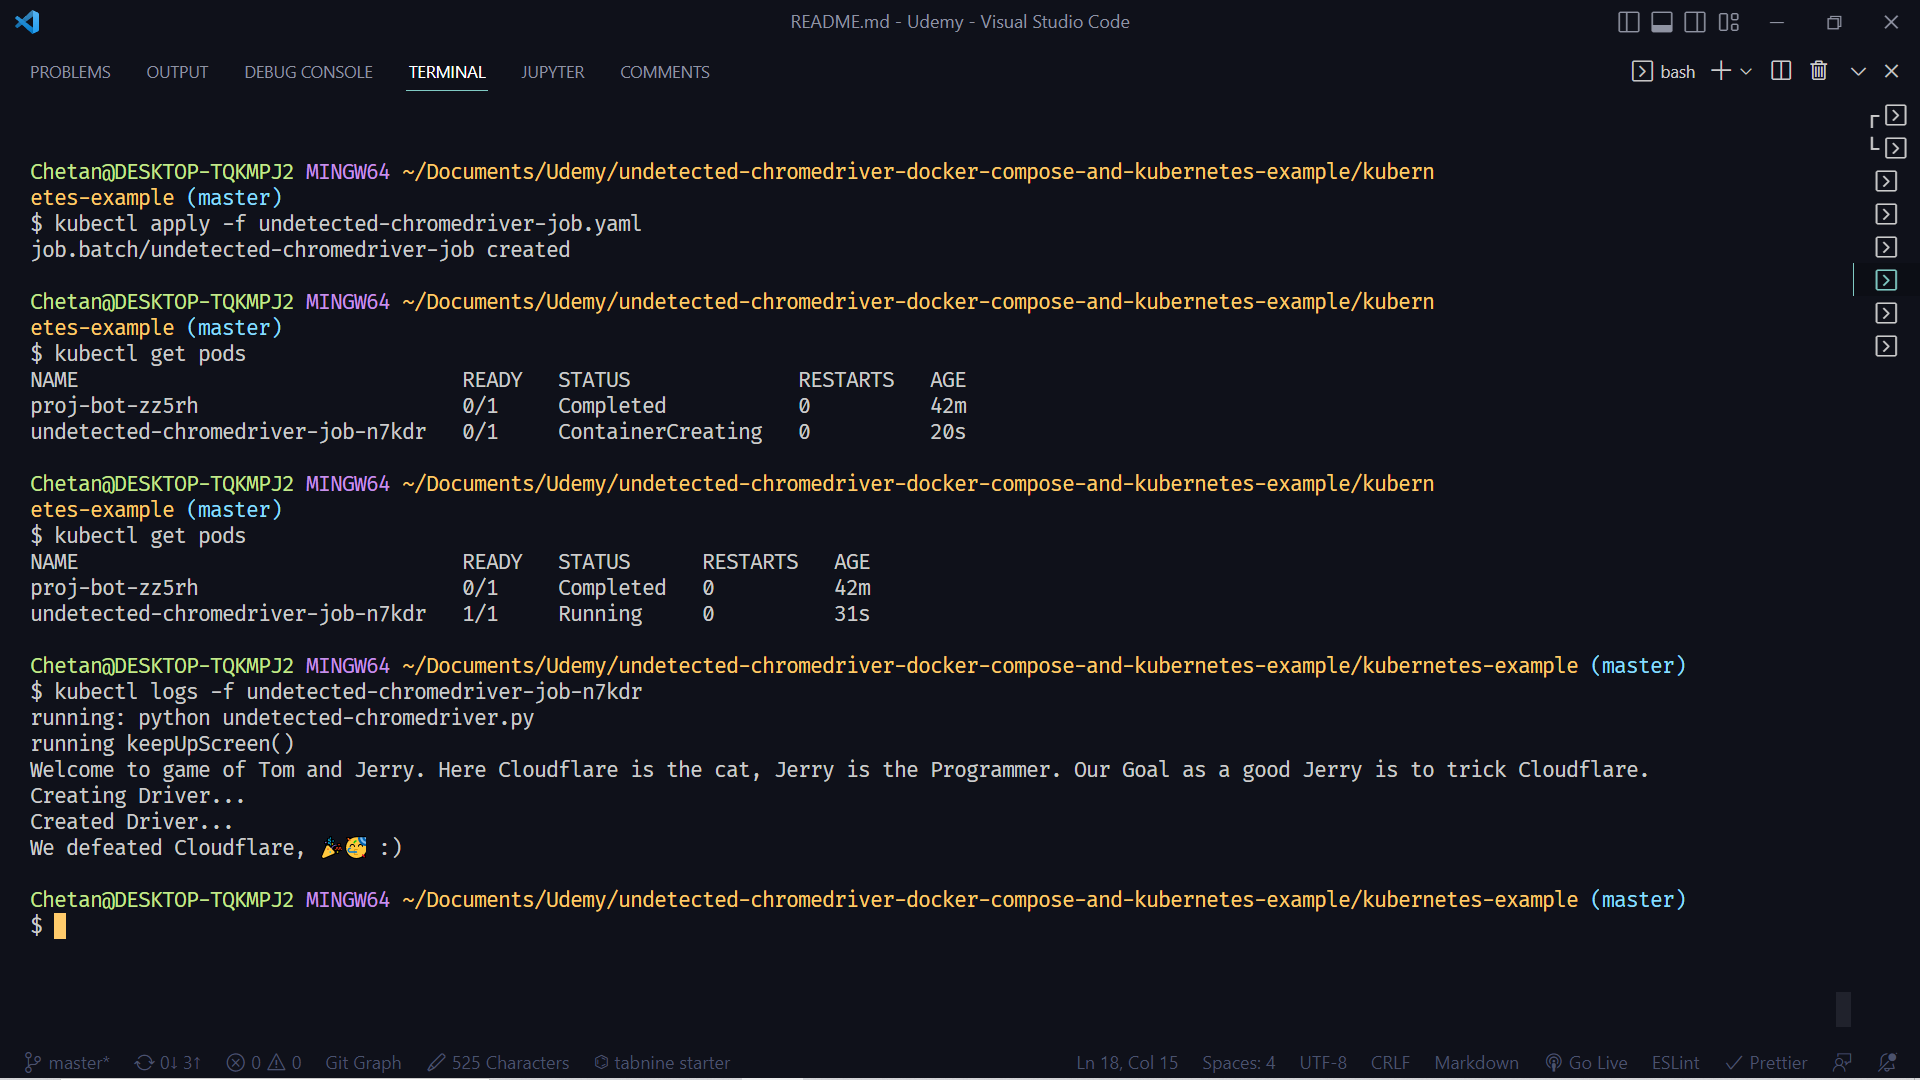 README.md - Udemy - Visual Studio Code
PROBLEMS OUTPUT DEBUG CONSOLE TERMINAL JUPYTER COMMENTS bash
Chetan@DESKTOP-TQKMPJ2 MINGW64 ~/Documents/Udemy/undetected-chromedriver-docker-compose-and-kubernetes-example/kubern
etes-example (master)
$ kubectl apply -f undetected-chromedriver-job.yaml
job.batch/undetected-chromedriver-job created
Chetan@DESKTOP-TQKMPJ2 MINGW64 ~/Documents/Udemy/undetected-chromedriver-docker-compose-and-kubernetes-example/kubern
etes-example (master)
$ kubectl get pods
NAME READY STATUS RESTARTS AGE
proj-bot-zz5rh 0/1 Completed 0 42m
undetected-chromedriver-job-n7kdr 0/1 ContainerCreating 0 20s
Chetan@DESKTOP-TQKMPJ2 MINGW64 ~/Documents/Udemy/undetected-chromedriver-docker-compose-and-kubernetes-example/kubern
etes-example (master)
$ kubectl get pods
NAME READY STATUS RESTARTS AGE
proj-bot-zz5rh 0/1 Completed 0 42m
undetected-chromedriver-job-n7kdr 1/1 Running 0 31s
Chetan@DESKTOP-TQKMPJ2 MINGW64 ~/Documents/Udemy/undetected-chromedriver-docker-compose-and-kubernetes-example/kubernetes-example (master)
$ kubectl logs -f undetected-chromedriver-job-n7kdr
running: python undetected-chromedriver.py
running keepUpScreen()
Welcome to game of Tom and Jerry. Here Cloudflare is the cat, Jerry is the Programmer. Our Goal as a good Jerry is to trick Cloudflare.
Creating Driver...
Created Driver...
We defeated Cloudflare, 🎉🥳 :)
Chetan@DESKTOP-TQKMPJ2 MINGW64 ~/Documents/Udemy/undetected-chromedriver-docker-compose-and-kubernetes-example/kubernetes-example (master)
$
master* 0↓ 3↑ 0 0 Git Graph 525 Characters tabnine starter Ln 18, Col 15 Spaces: 4 UTF-8 CRLF Markdown Go Live ESLint Prettier